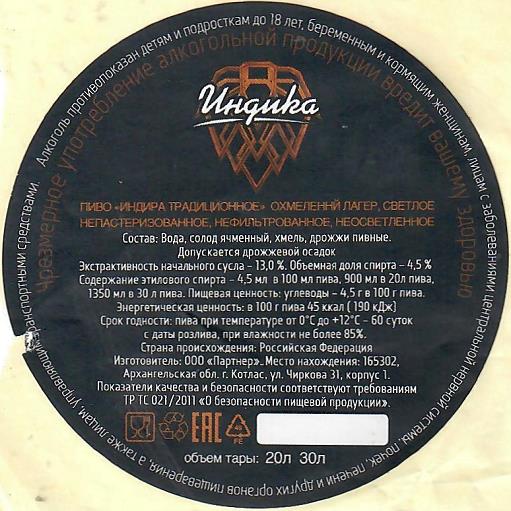 Алкоголь противопоказан детям и подросткам до 18 лет, беременным и кормящим женщинам, лицам с заболеваниями центральной нервной системы, почек, печени и других органов пищеварения, а также лицам, управляющим транспортными средствами.
Чрезмерное употребление алкогольной продукции вредит вашему здоровью
Индика
ПИВО «ИНДИРА ТРАДИЦИОННОЕ» ОХМЕЛЕННЙ ЛАГЕР, СВЕТЛОЕ
НЕПАСТЕРИЗОВАННОЕ, НЕФИЛЬТРОВАННОЕ, НЕОСВЕТЛЕННОЕ
Состав: Вода, солод ячменный, хмель, дрожжи пивные.
Допускается дрожжевой осадок
Экстрактивность начального сусла – 13,0 %. Объемная доля спирта – 4,5 %
Содержание этилового спирта – 4,5 мл в 100 мл пива, 900 мл в 20л пива,
1350 мл в 30 л пива. Пищевая ценность: углеводы – 4,5 г в 100 г пива.
Энергетическая ценность: в 100 г пива 45 ккал ( 190 кДж)
Срок годности: пива при температуре от 0°С до +12°С – 60 суток
с даты розлива, при влажности не более 85%.
Страна происхождения: Российская Федерация
Изготовитель: ООО «Партнер». Место нахождения: 165302,
Архангельская обл. г Котлас, ул. Чиркова 31, корпус 1.
Показатели качества и безопасности соответствуют требованиям
ТР ТС 021/2011 «О безопасности пищевой продукции».
ЕАС
PE
объем тары: 20л 30л